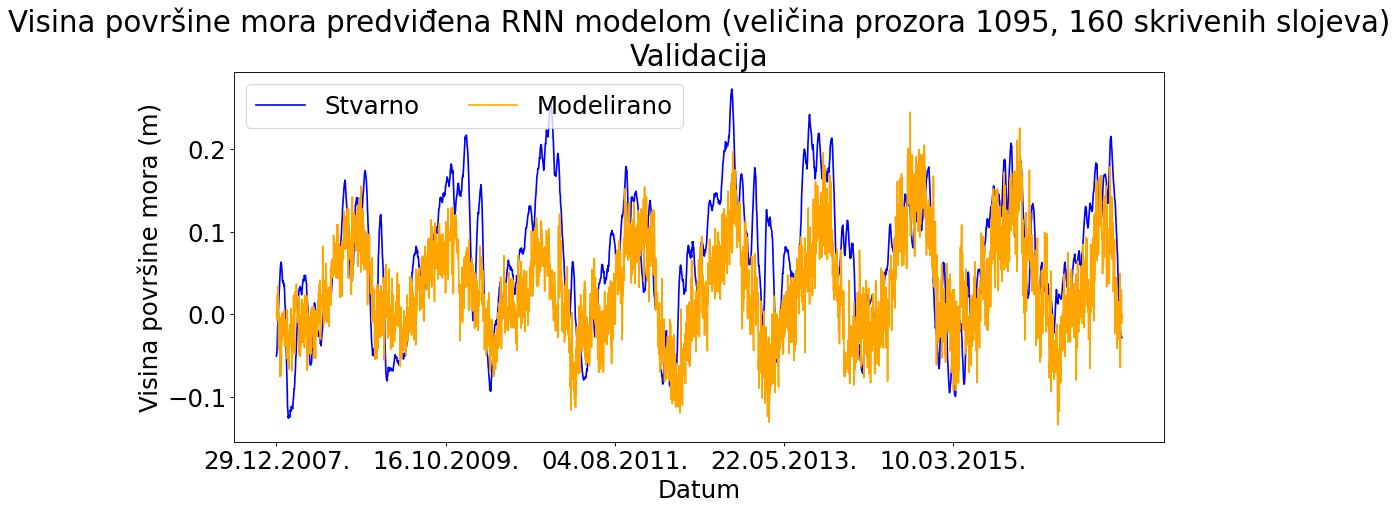 Visina površine mora predviđena RNN modelom (veličina prozora 1095, 160 skrivenih slojeva)
Validacija
Stvarno
Modelirano
Visina površine mora (m)
0.2
0.1
0.0
−0.1
29.12.2007.
16.10.2009.
04.08.2011.
22.05.2013.
10.03.2015.
Datum